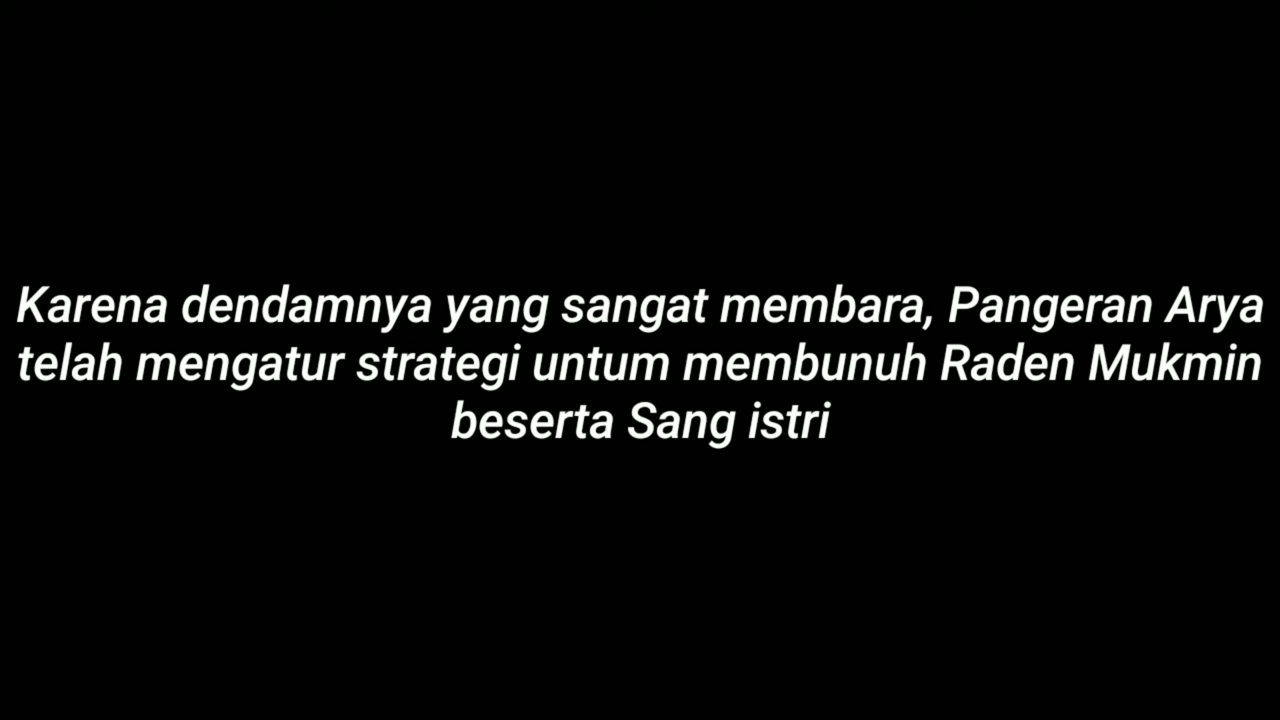 Karena dendamnya yang sangat membara, Pangeran Arya
telah mengatur strategi untum membunuh Raden Mukmin
beserta Sang istri